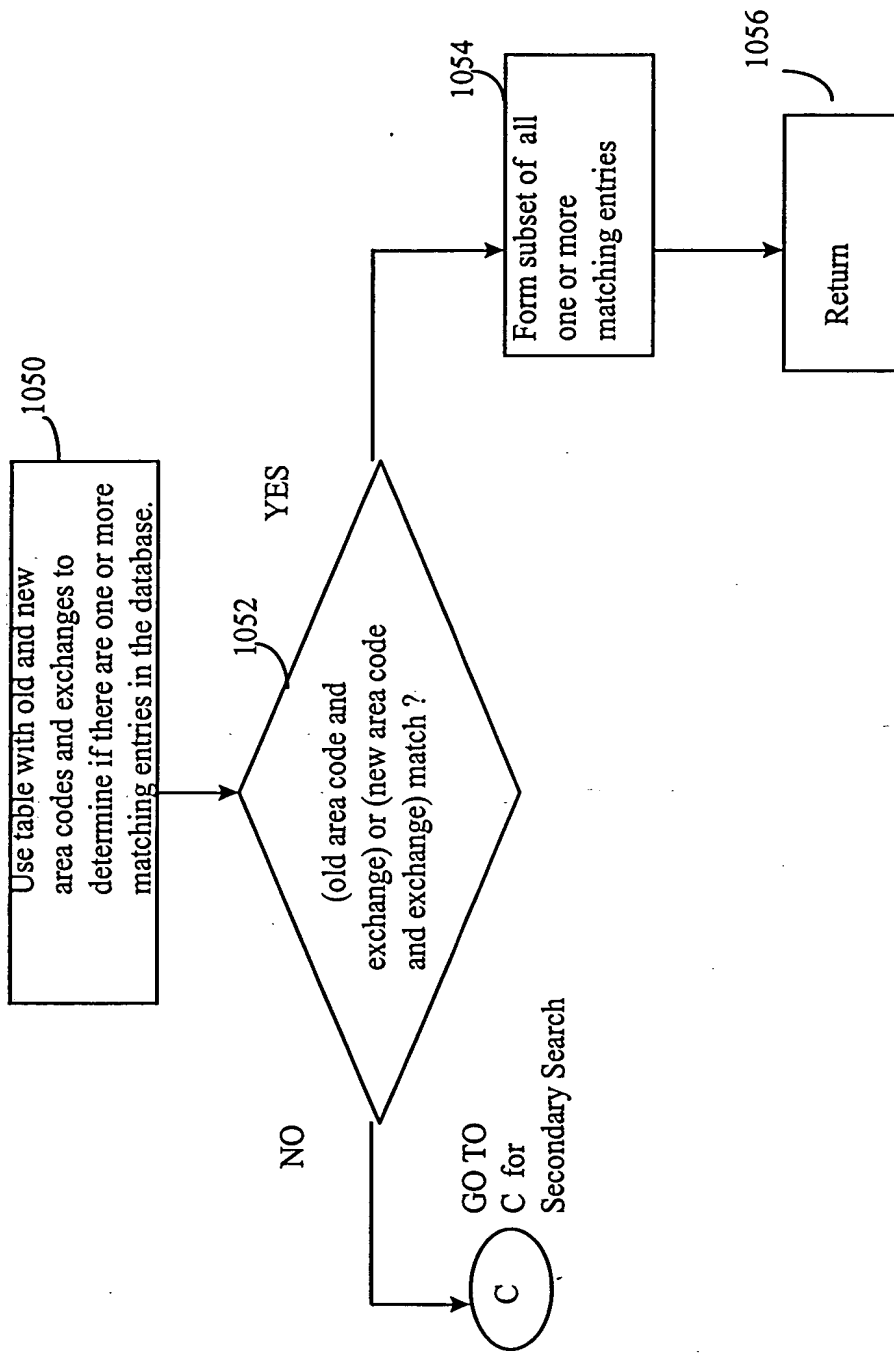 1050
Use table with old and new
area codes and exchanges to
determine if there are one or more
matching entries in the database.
1052
(old area code and
exchange) or (new area code
and exchange) match ?
NO
YES
GO TO
C for
Secondary Search
C
1054
Form subset of all
one or more
matching entries
1056
Return